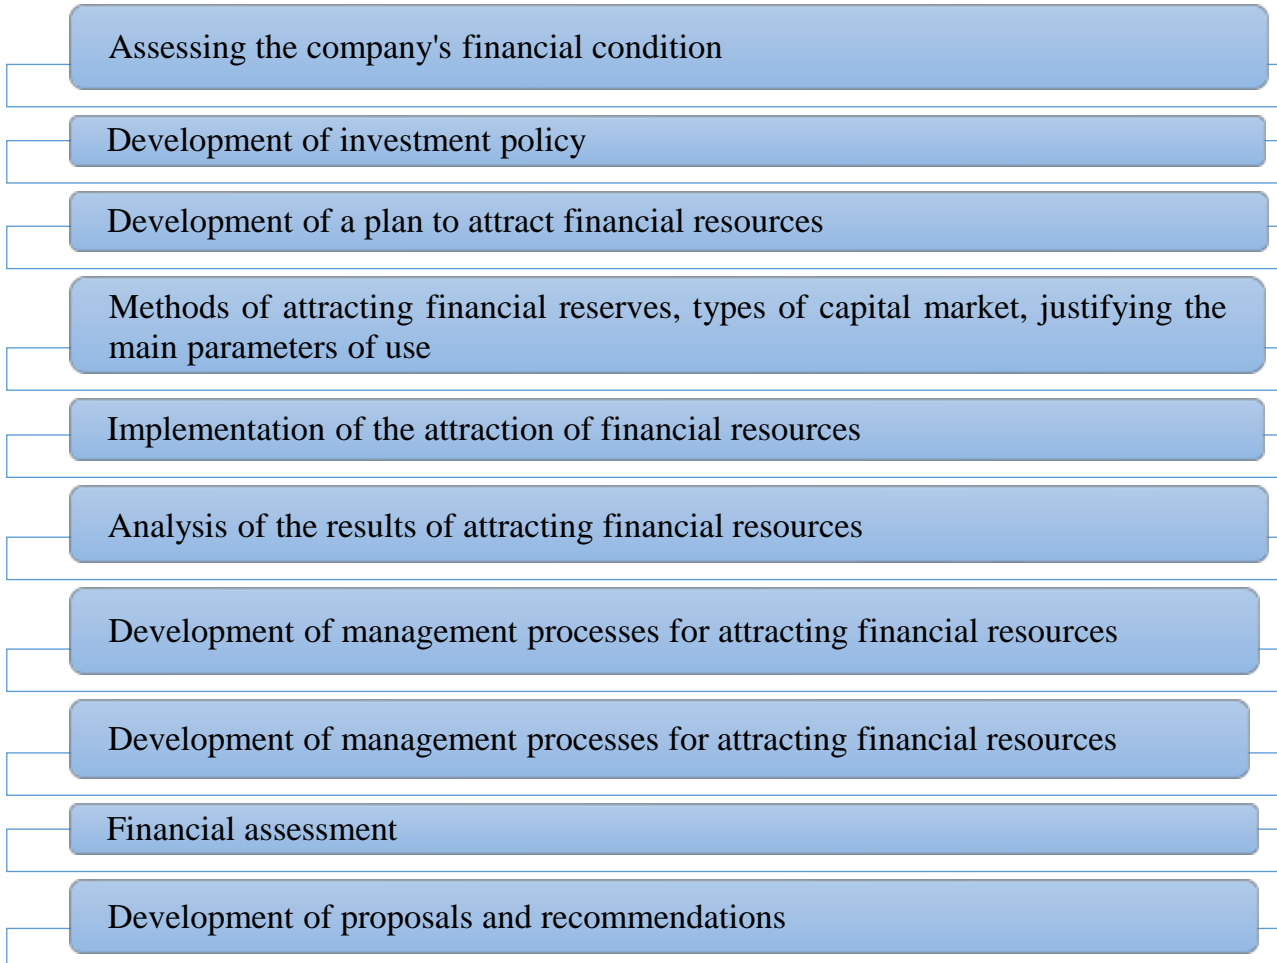 Assessing the company's financial condition
Development of investment policy
Development of a plan to attract financial resources
Methods of attracting financial reserves, types of capital market, justifying the
main parameters of use
Implementation of the attraction of financial resources
Analysis of the results of attracting financial resources
Development of management processes for attracting financial resources
Development of management processes for attracting financial resources
Financial assessment
Development of proposals and recommendations